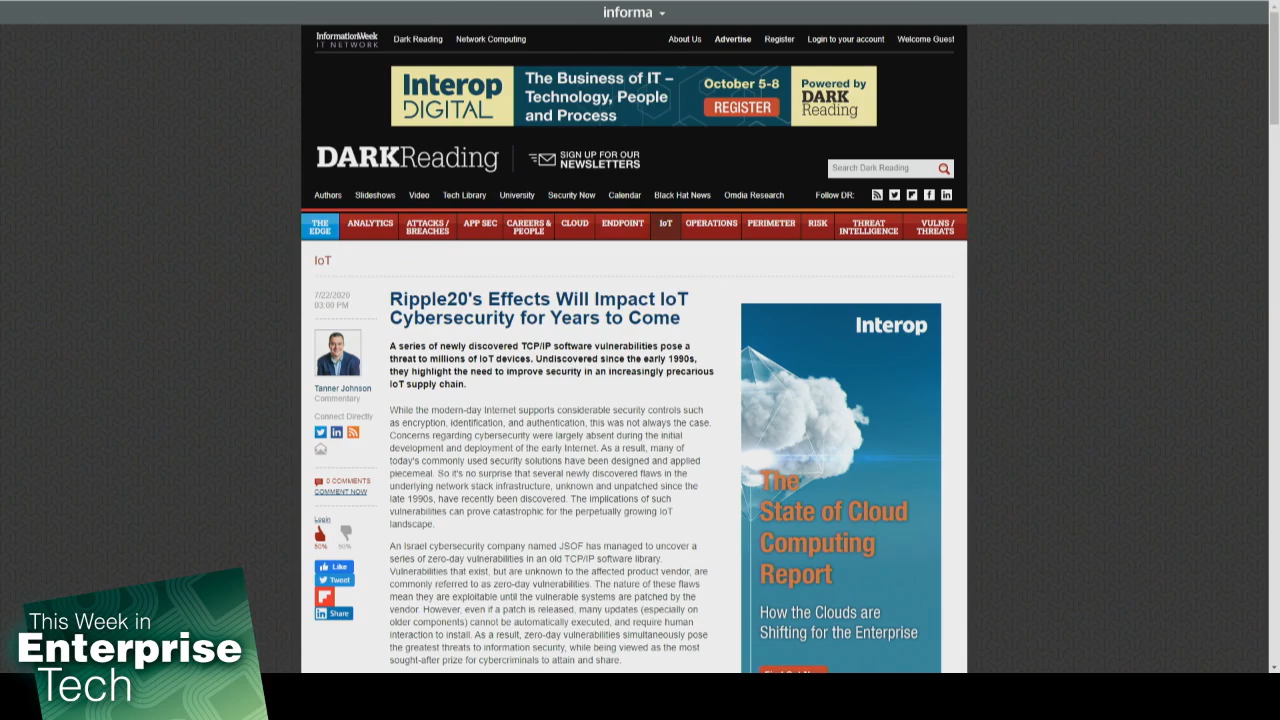 informa
InformationWeek
IT NETWORK
Dark Reading
Network Computing
About Us
Advertise
Register
Login to your account
Welcome Guest
Interop
DIGITAL
The Business of IT –
Technology, People
and Process
October 5-8
REGISTER
Powered by
DARK
Reading
DARKReading
SIGN UP FOR OUR
NEWSLETTERS
Search Dark Reading
Authors
Slideshows
Video
Tech Library
University
Security Now
Calendar
Black Hat News
Omdia Research
Follow DR:
THE
EDGE
ANALYTICS
ATTACKS /
BREACHES
APP SEC
CAREERS &
PEOPLE
CLOUD
ENDPOINT
IoT
OPERATIONS
PERIMETER
RISK
THREAT
INTELLIGENCE
VULNS /
THREATS
IoT
7/22/2020
03:00 PM
Tanner Johnson
Commentary
Connect Directly
0 COMMENTS
COMMENT NOW
Login
50%
50%
Like
Tweet
Share
Ripple20's Effects Will Impact IoT
Cybersecurity for Years to Come
A series of newly discovered TCP/IP software vulnerabilities pose a
threat to millions of IoT devices. Undiscovered since the early 1990s,
they highlight the need to improve security in an increasingly precarious
IoT supply chain.
While the modern-day Internet supports considerable security controls such
as encryption, identification, and authentication, this was not always the case.
Concerns regarding cybersecurity were largely absent during the initial
development and deployment of the early Internet. As a result, many of
today's commonly used security solutions have been designed and applied
piecemeal. So it's no surprise that several newly discovered flaws in the
underlying network stack infrastructure, unknown and unpatched since the
late 1990s, have recently been discovered. The implications of such
vulnerabilities can prove catastrophic for the perpetually growing IoT
landscape.
An Israel cybersecurity company named JSOF has managed to uncover a
series of zero-day vulnerabilities in an old TCP/IP software library.
Vulnerabilities that exist, but are unknown to the affected product vendor, are
commonly referred to as zero-day vulnerabilities. The nature of these flaws
mean they are exploitable until the vulnerable systems are patched by the
vendor. However, even if a patch is released, many updates (especially on
older components) cannot be automatically executed, and require human
interaction to install. As a result, zero-day vulnerabilities simultaneously pose
the greatest threats to information security, while being viewed as the most
sought-after prize for cybercriminals to attain and share.
Interop
The
State of Cloud
Computing
Report
How the Clouds are
Shifting for the Enterprise
This Week in
Enterprise
Tech